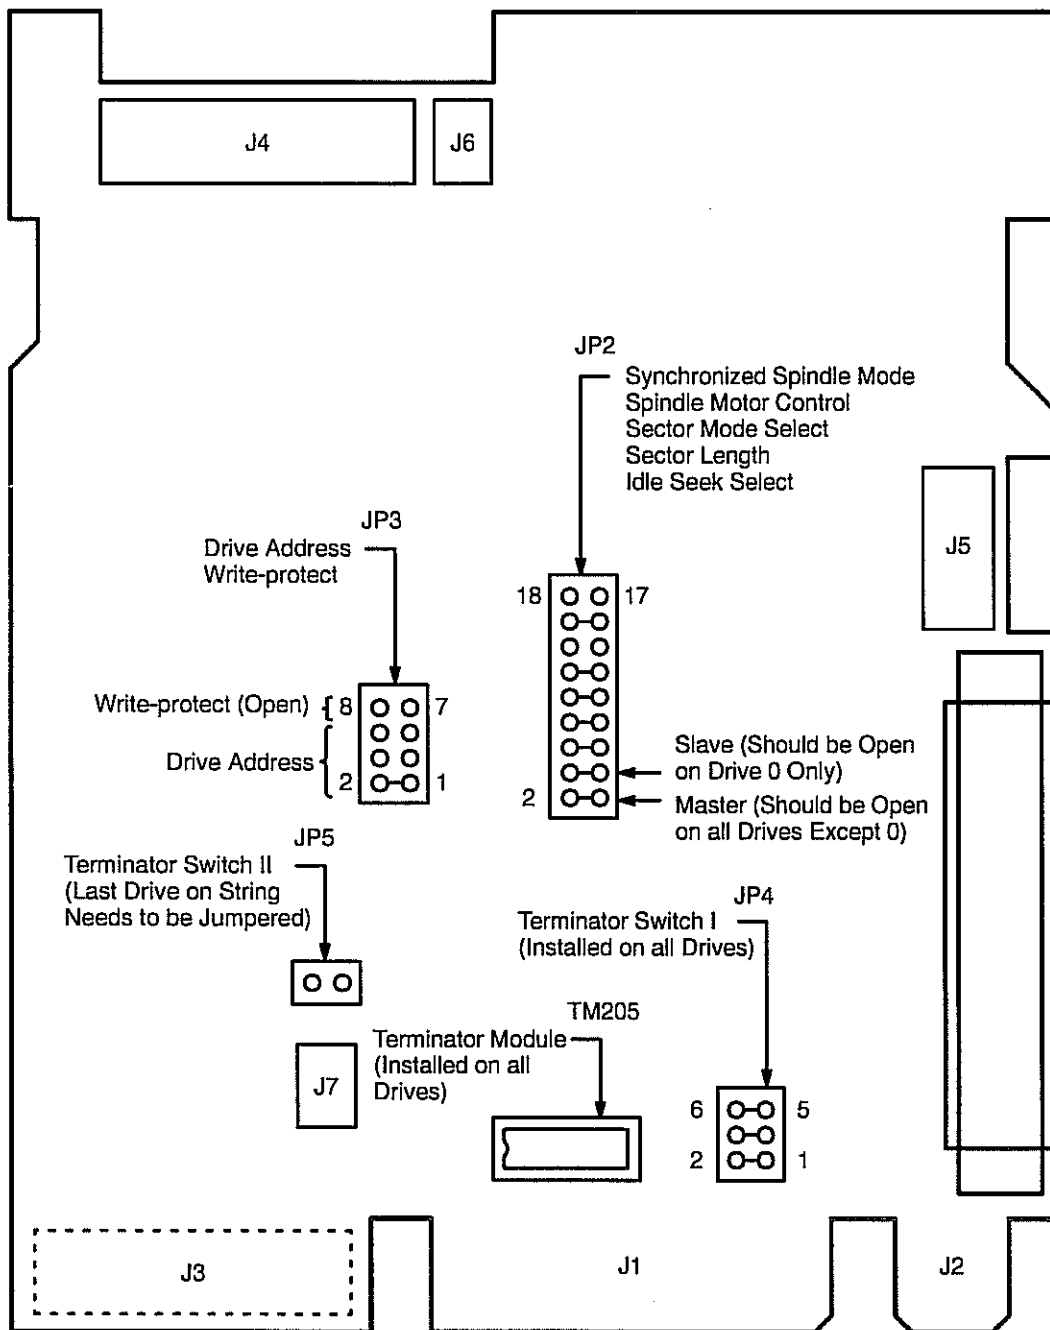 J4
J6
JP2
Synchronized Spindle Mode
Spindle Motor Control
Sector Mode Select
Sector Length
Idle Seek Select
J5
JP3
Drive Address
Write-protect
18
17
Write-protect (Open)
8
7
Drive Address
2
1
Slave (Should be Open
on Drive 0 Only)
2
Master (Should be Open
on all Drives Except 0)
JP5
Terminator Switch II
(Last Drive on String
Needs to be Jumpered)
JP4
Terminator Switch I
(Installed on all Drives)
TM205
Terminator Module
(Installed on all
Drives)
J7
6
5
2
1
J3
J1
J2